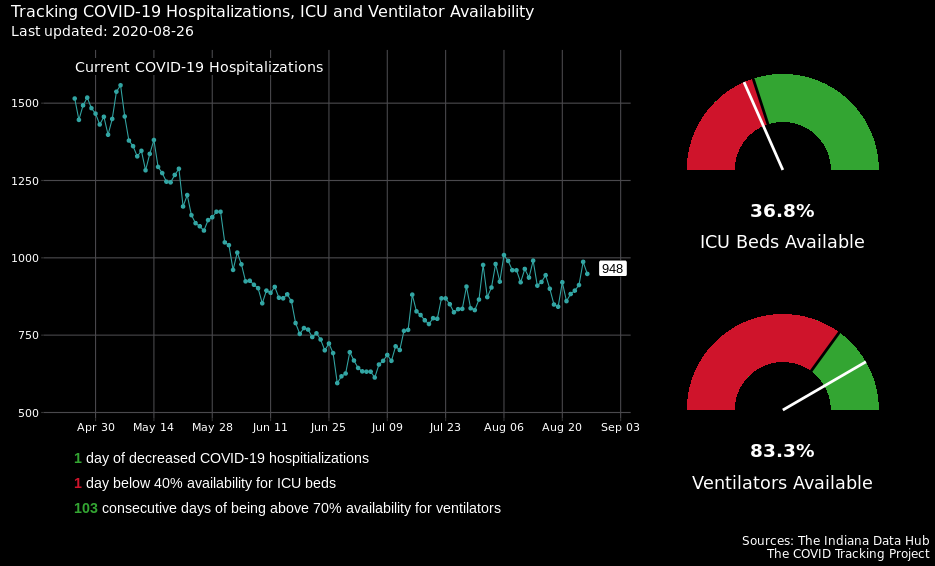 Tracking COVID-19 Hospitalizations, ICU and Ventilator Availability
Last updated: 2020-08-26
Current COVID-19 Hospitalizations
1500
1250
1000
750
500
948
Apr 30 May 14 May 28 Jun 11 Jun 25 Jul 09 Jul 23 Aug 06 Aug 20 Sep 03
36.8%
ICU Beds Available
83.3%
Ventilators Available
1 day of decreased COVID-19 hospitializations
1 day below 40% availability for ICU beds
103 consecutive days of being above 70% availability for ventilators
Sources: The Indiana Data Hub
The COVID Tracking Project